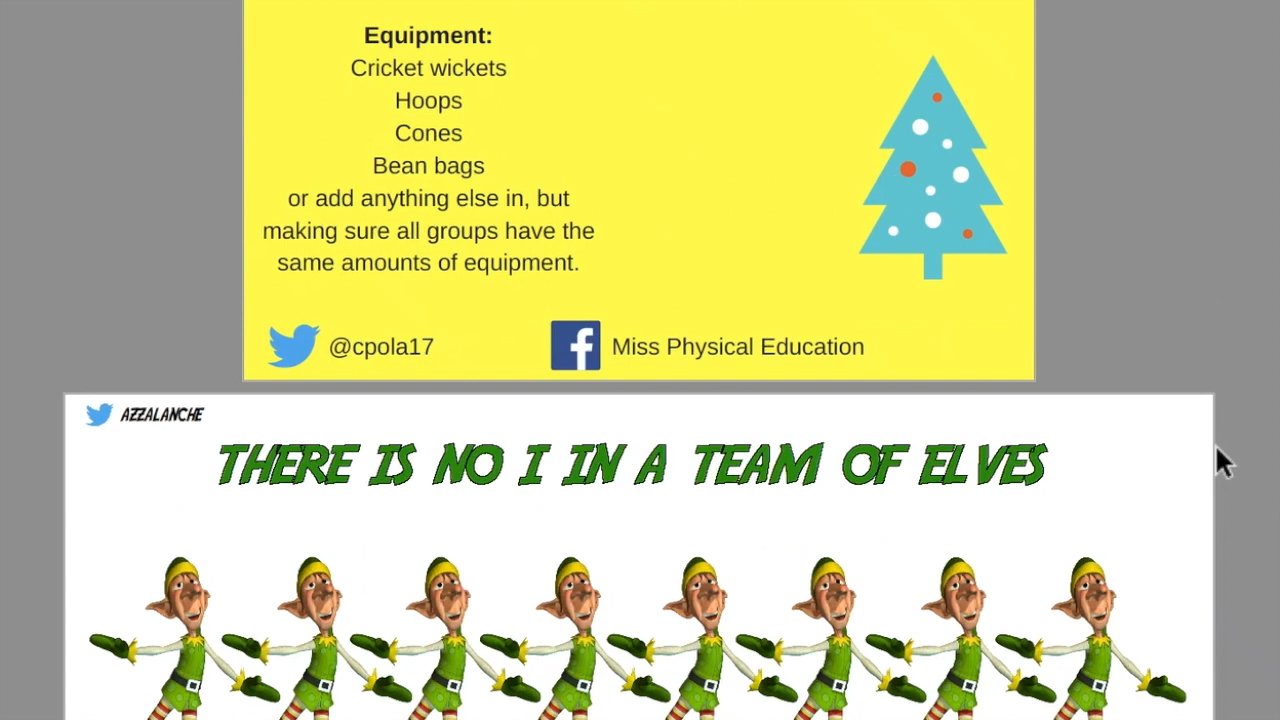 Equipment:
Cricket wickets
Hoops
Cones
Bean bags
or add anything else in, but
making sure all groups have the
same amounts of equipment.
@cpola17
Miss Physical Education
AZZALANCHE
THERE IS NO I IN A TEAM OF ELVES